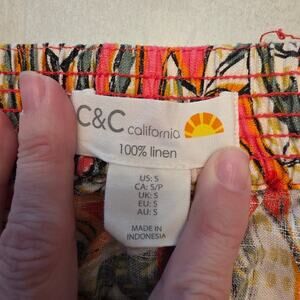 C&C california
100% linen
US: S
CA: S/P
UK: S
EU: S
AU: S
MADE IN
INDONESIA